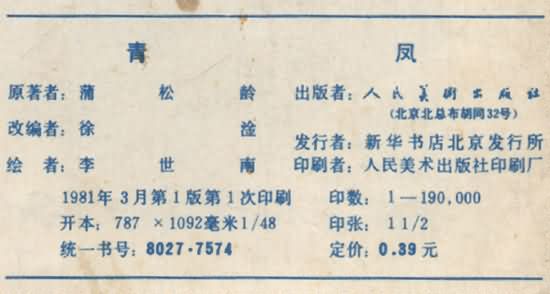 青 凤
原著者：蒲松龄
改编者：徐淦
绘者：李世南
出版者：人民美术出版社
（北京北总布胡同32号）
发行者：新华书店北京发行所
印刷者：人民美术出版社印刷厂
1981年3月第1版第1次印刷
开本：787×1092毫米1/48
统一书号：8027·7574
印数：1—190,000
印张：1 1/2
定价：0.39元